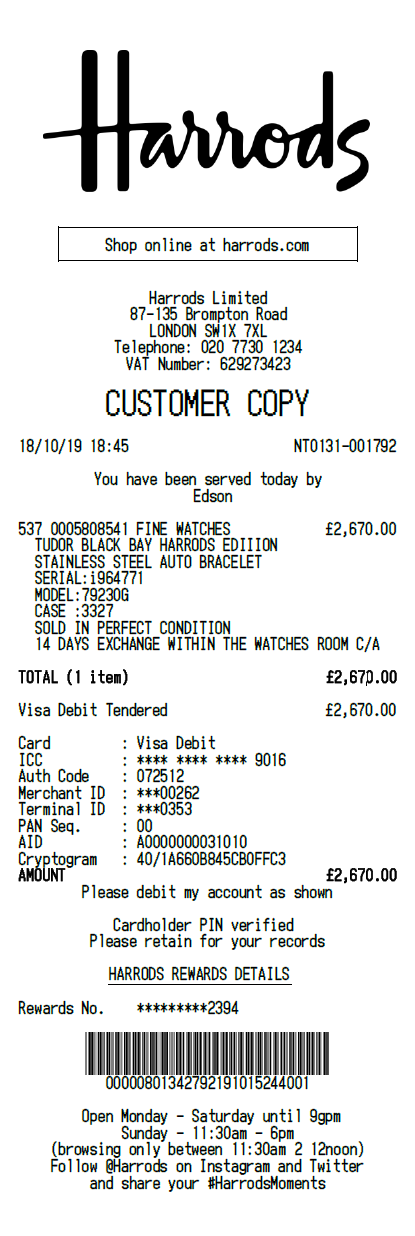 Harrods
Shop online at harrods.com
Harrods Limited
87-135 Brompton Road
LONDON SW1X 7XL
Telephone: 020 7730 1234
VAT Number: 629273423
CUSTOMER COPY
18/10/19 18:45 NT0131-001792
You have been served today by
Edson
537 0005808541 FINE WATCHES £2,670.00
TUDOR BLACK BAY HARRODS EDIIION
STAINLESS STEEL AUTO BRACELET
SERIAL:i964771
MODEL:79230G
CASE :3327
SOLD IN PERFECT CONDITION
14 DAYS EXCHANGE WITHIN THE WATCHES ROOM C/A
TOTAL (1 item) £2,670.00
Visa Debit Tendered £2,670.00
Card : Visa Debit
ICC : **** **** **** 9016
Auth Code : 072512
Merchant ID : ***00262
Terminal ID : ***0353
PAN Seq. : 00
AID : A0000000031010
Cryptogram : 40/1A660B845CB0FFC3
AMOUNT £2,670.00
Please debit my account as shown
Cardholder PIN verified
Please retain for your records
HARRODS REWARDS DETAILS
Rewards No. *********2394
00000801342792191015244001
Open Monday - Saturday until 9gpm
Sunday - 11:30am - 6pm
(browsing only between 11:30am 2 12noon)
Follow @Harrods on Instagram and Twitter
and share your #HarrodsMoments